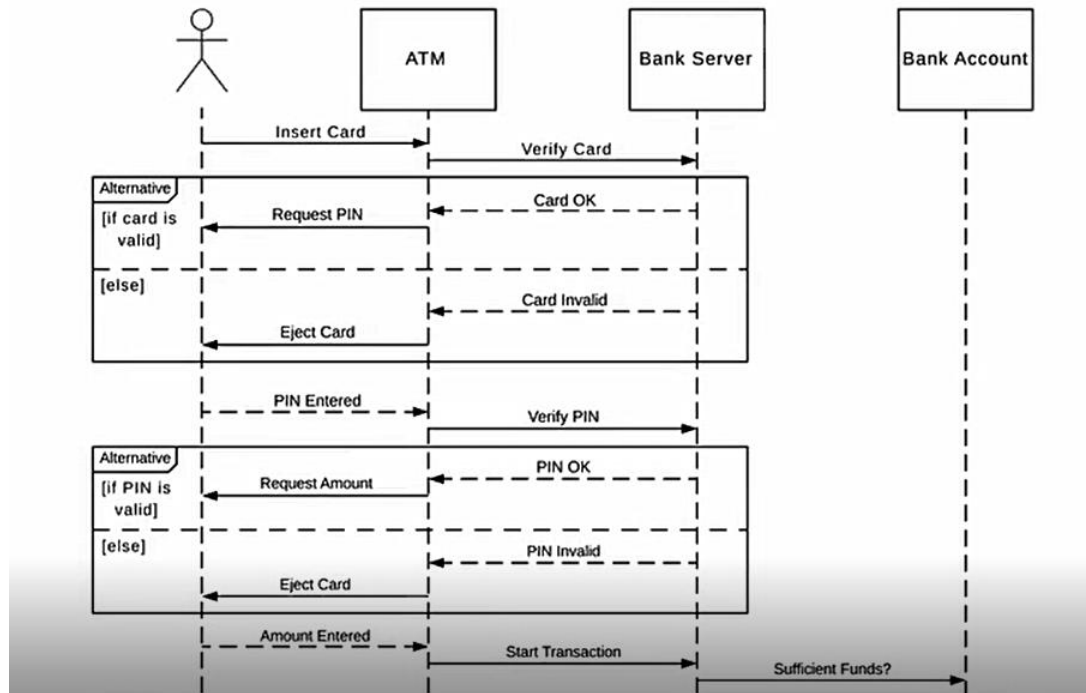 ATM
Bank Server
Bank Account
Insert Card
Verify Card
Alternative
Card OK
[if card is
valid]
Request PIN
[else]
Card Invalid
Eject Card
PIN Entered
Verify PIN
Alternative
PIN OK
[if PIN is
valid]
Request Amount
[else]
PIN Invalid
Eject Card
Amount Entered
Start Transaction
Sufficient Funds?